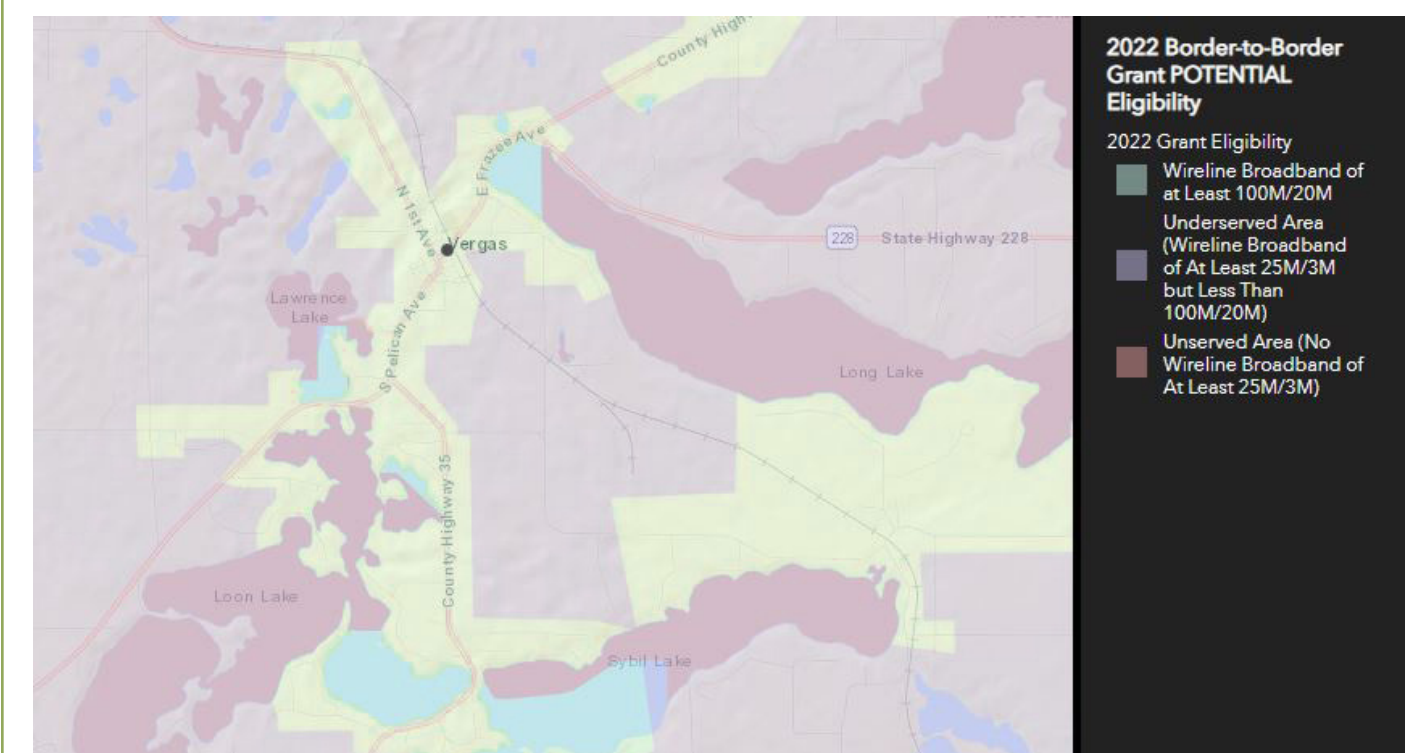 County High
E Frazee Ave
N 1st Ave
Vergas
228
State Highway 228
Lawrence
Lake
S Pelican Ave
Long Lake
County Highway 35
Loon Lake
Sybil Lake
2022 Border-to-Border
Grant POTENTIAL
Eligibility
2022 Grant Eligibility
Wireline Broadband of
at Least 100M/20M
Underserved Area
(Wireline Broadband
of At Least 25M/3M
but Less Than
100M/20M)
Unserved Area (No
Wireline Broadband of
At Least 25M/3M)